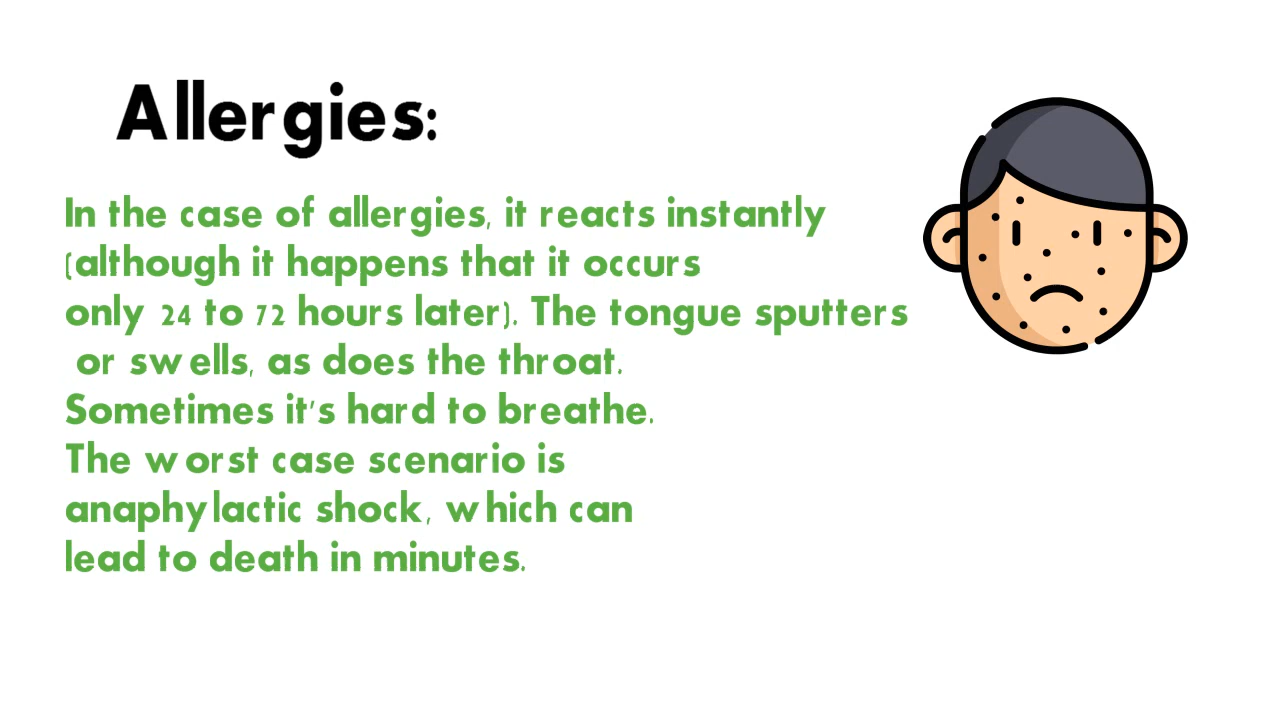 Allergies:
In the case of allergies, it reacts instantly
(although it happens that it occurs
only 24 to 72 hours later). The tongue sputters
or swells, as does the throat.
Sometimes it's hard to breathe.
The worst case scenario is
anaphylactic shock, which can
lead to death in minutes.